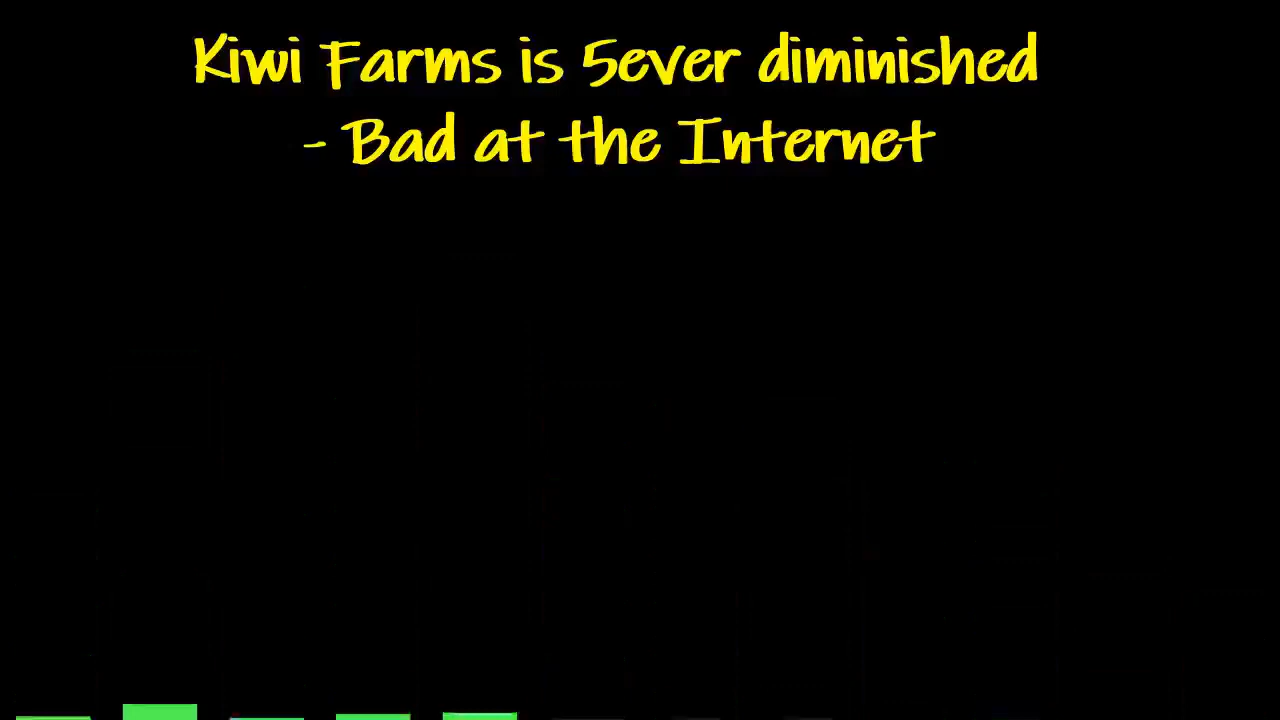 Kiwi Farms is 5ever diminished
- Bad at the Internet